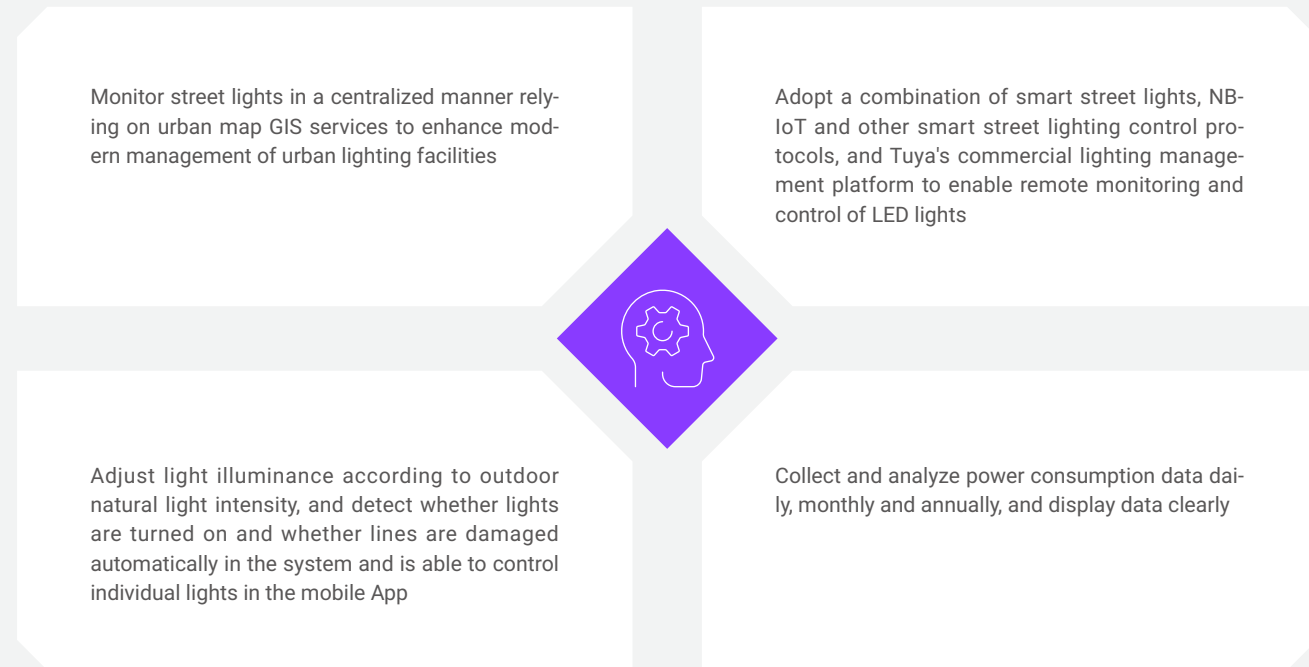 Monitor street lights in a centralized manner rely-
ing on urban map GIS services to enhance mod-
ern management of urban lighting facilities
Adopt a combination of smart street lights, NB-
IoT and other smart street lighting control pro-
tocols, and Tuya's commercial lighting manage-
ment platform to enable remote monitoring and
control of LED lights
Adjust light illuminance according to outdoor
natural light intensity, and detect whether lights
are turned on and whether lines are damaged
automatically in the system and is able to control
individual lights in the mobile App
Collect and analyze power consumption data dai-
ly, monthly and annually, and display data clearly